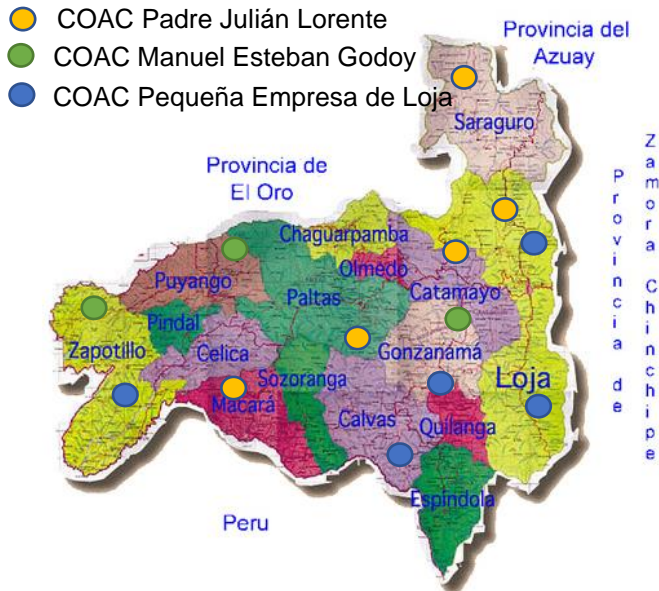 COAC Padre Julián Lorente
COAC Manuel Esteban Godoy
COAC Pequeña Empresa de Loja
Provincia del
Azuay
Saraguro
Provincia de
El Oro
Provincia de
Zamora Chinchipe
Chaguarpamba
Olmedo
Puyango
Catamayo
Paltas
Pindal
Zapotillo
Celica
Gonzanamá
Sozoranga
Loja
Macará
Calvas
Quilanga
Espíndola
Peru